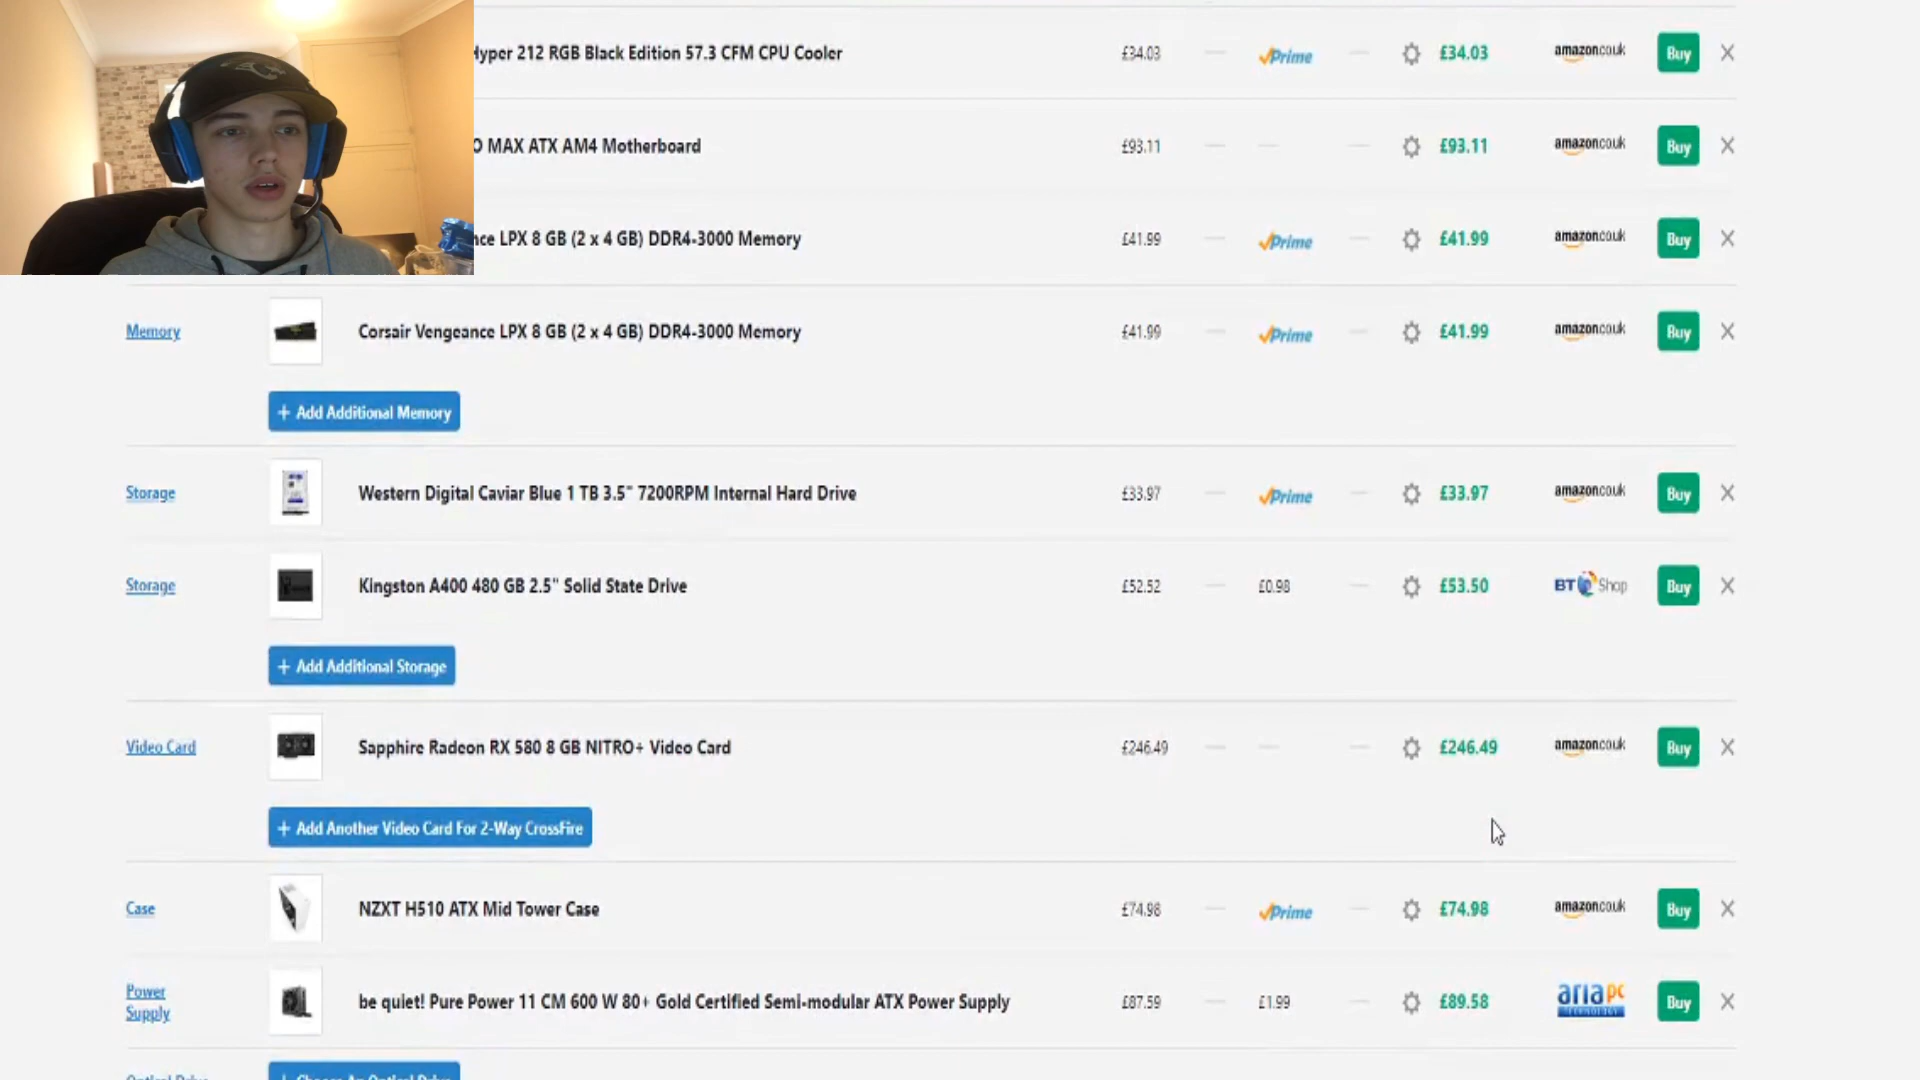 Hyper 212 RGB Black Edition 57.3 CFM CPU Cooler £34.03 Prime £34.03 amazon.co.uk Buy
O MAX ATX AM4 Motherboard £93.11 £93.11 amazon.co.uk Buy
nce LPX 8 GB (2 x 4 GB) DDR4-3000 Memory £41.99 Prime £41.99 amazon.co.uk Buy
Memory Corsair Vengeance LPX 8 GB (2 x 4 GB) DDR4-3000 Memory £41.99 Prime £41.99 amazon.co.uk Buy
+ Add Additional Memory
Storage Western Digital Caviar Blue 1 TB 3.5" 7200RPM Internal Hard Drive £33.97 Prime £33.97 amazon.co.uk Buy
Storage Kingston A400 480 GB 2.5" Solid State Drive £52.52 £0.98 £53.50 BT Shop Buy
+ Add Additional Storage
Video Card Sapphire Radeon RX 580 8 GB NITRO+ Video Card £246.49 £246.49 amazon.co.uk Buy
+ Add Another Video Card For 2-Way CrossFire
Case NZXT H510 ATX Mid Tower Case £74.98 Prime £74.98 amazon.co.uk Buy
Power Supply be quiet! Pure Power 11 CM 600 W 80+ Gold Certified Semi-modular ATX Power Supply £87.59 £1.99 £89.58 aria pc TECHNOLOGY Buy
Optical Drive + Choose An Optical Drive